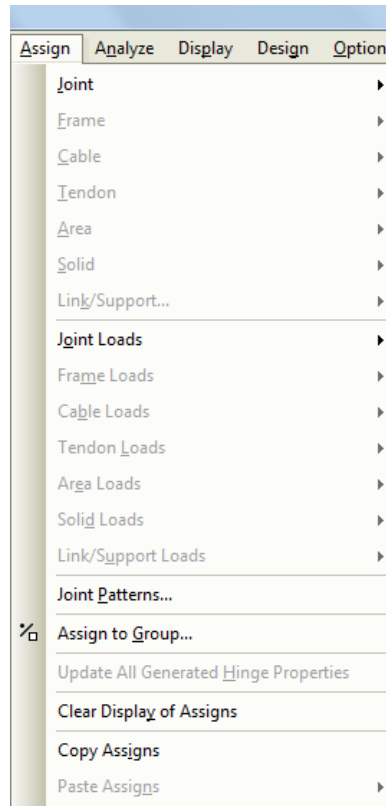 Assign Analyze Display Design Option
Joint
Frame
Cable
Tendon
Area
Solid
Link/Support...
Joint Loads
Frame Loads
Cable Loads
Tendon Loads
Area Loads
Solid Loads
Link/Support Loads
Joint Patterns...
Assign to Group...
Update All Generated Hinge Properties
Clear Display of Assigns
Copy Assigns
Paste Assigns